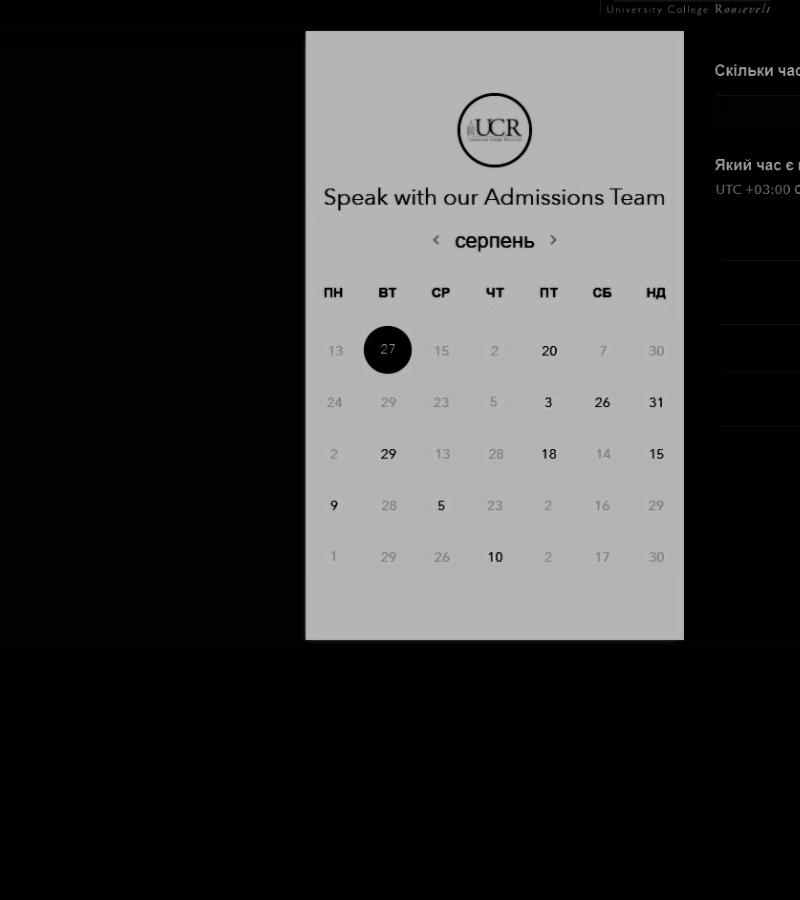 University College Roosevelt
UCR
Speak with our Admissions Team
< серпень >
ПН ВТ СР ЧТ ПТ СБ НД
13 27 15 2 20 7 30
24 29 23 5 3 26 31
2 29 13 28 18 14 15
9 28 5 23 2 16 29
1 29 26 10 2 17 30
Скільки час
Який час є
UTC +03:00